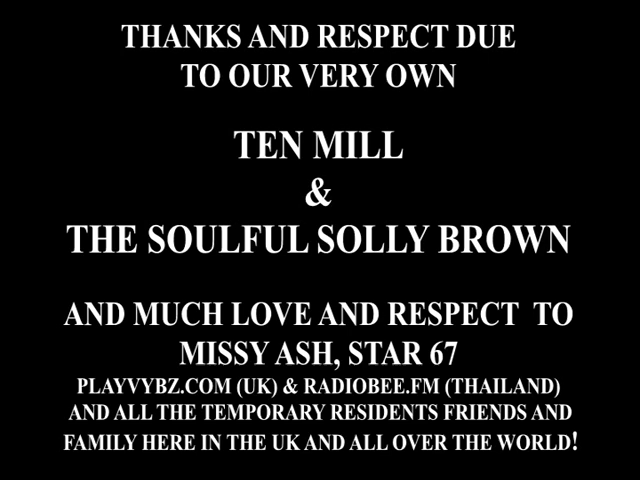 THANKS AND RESPECT DUE
TO OUR VERY OWN
TEN MILL
&
THE SOULFUL SOLLY BROWN
AND MUCH LOVE AND RESPECT TO
MISSY ASH, STAR 67
PLAYVYBZ.COM (UK) & RADIOBEE.FM (THAILAND)
AND ALL THE TEMPORARY RESIDENTS FRIENDS AND
FAMILY HERE IN THE UK AND ALL OVER THE WORLD!